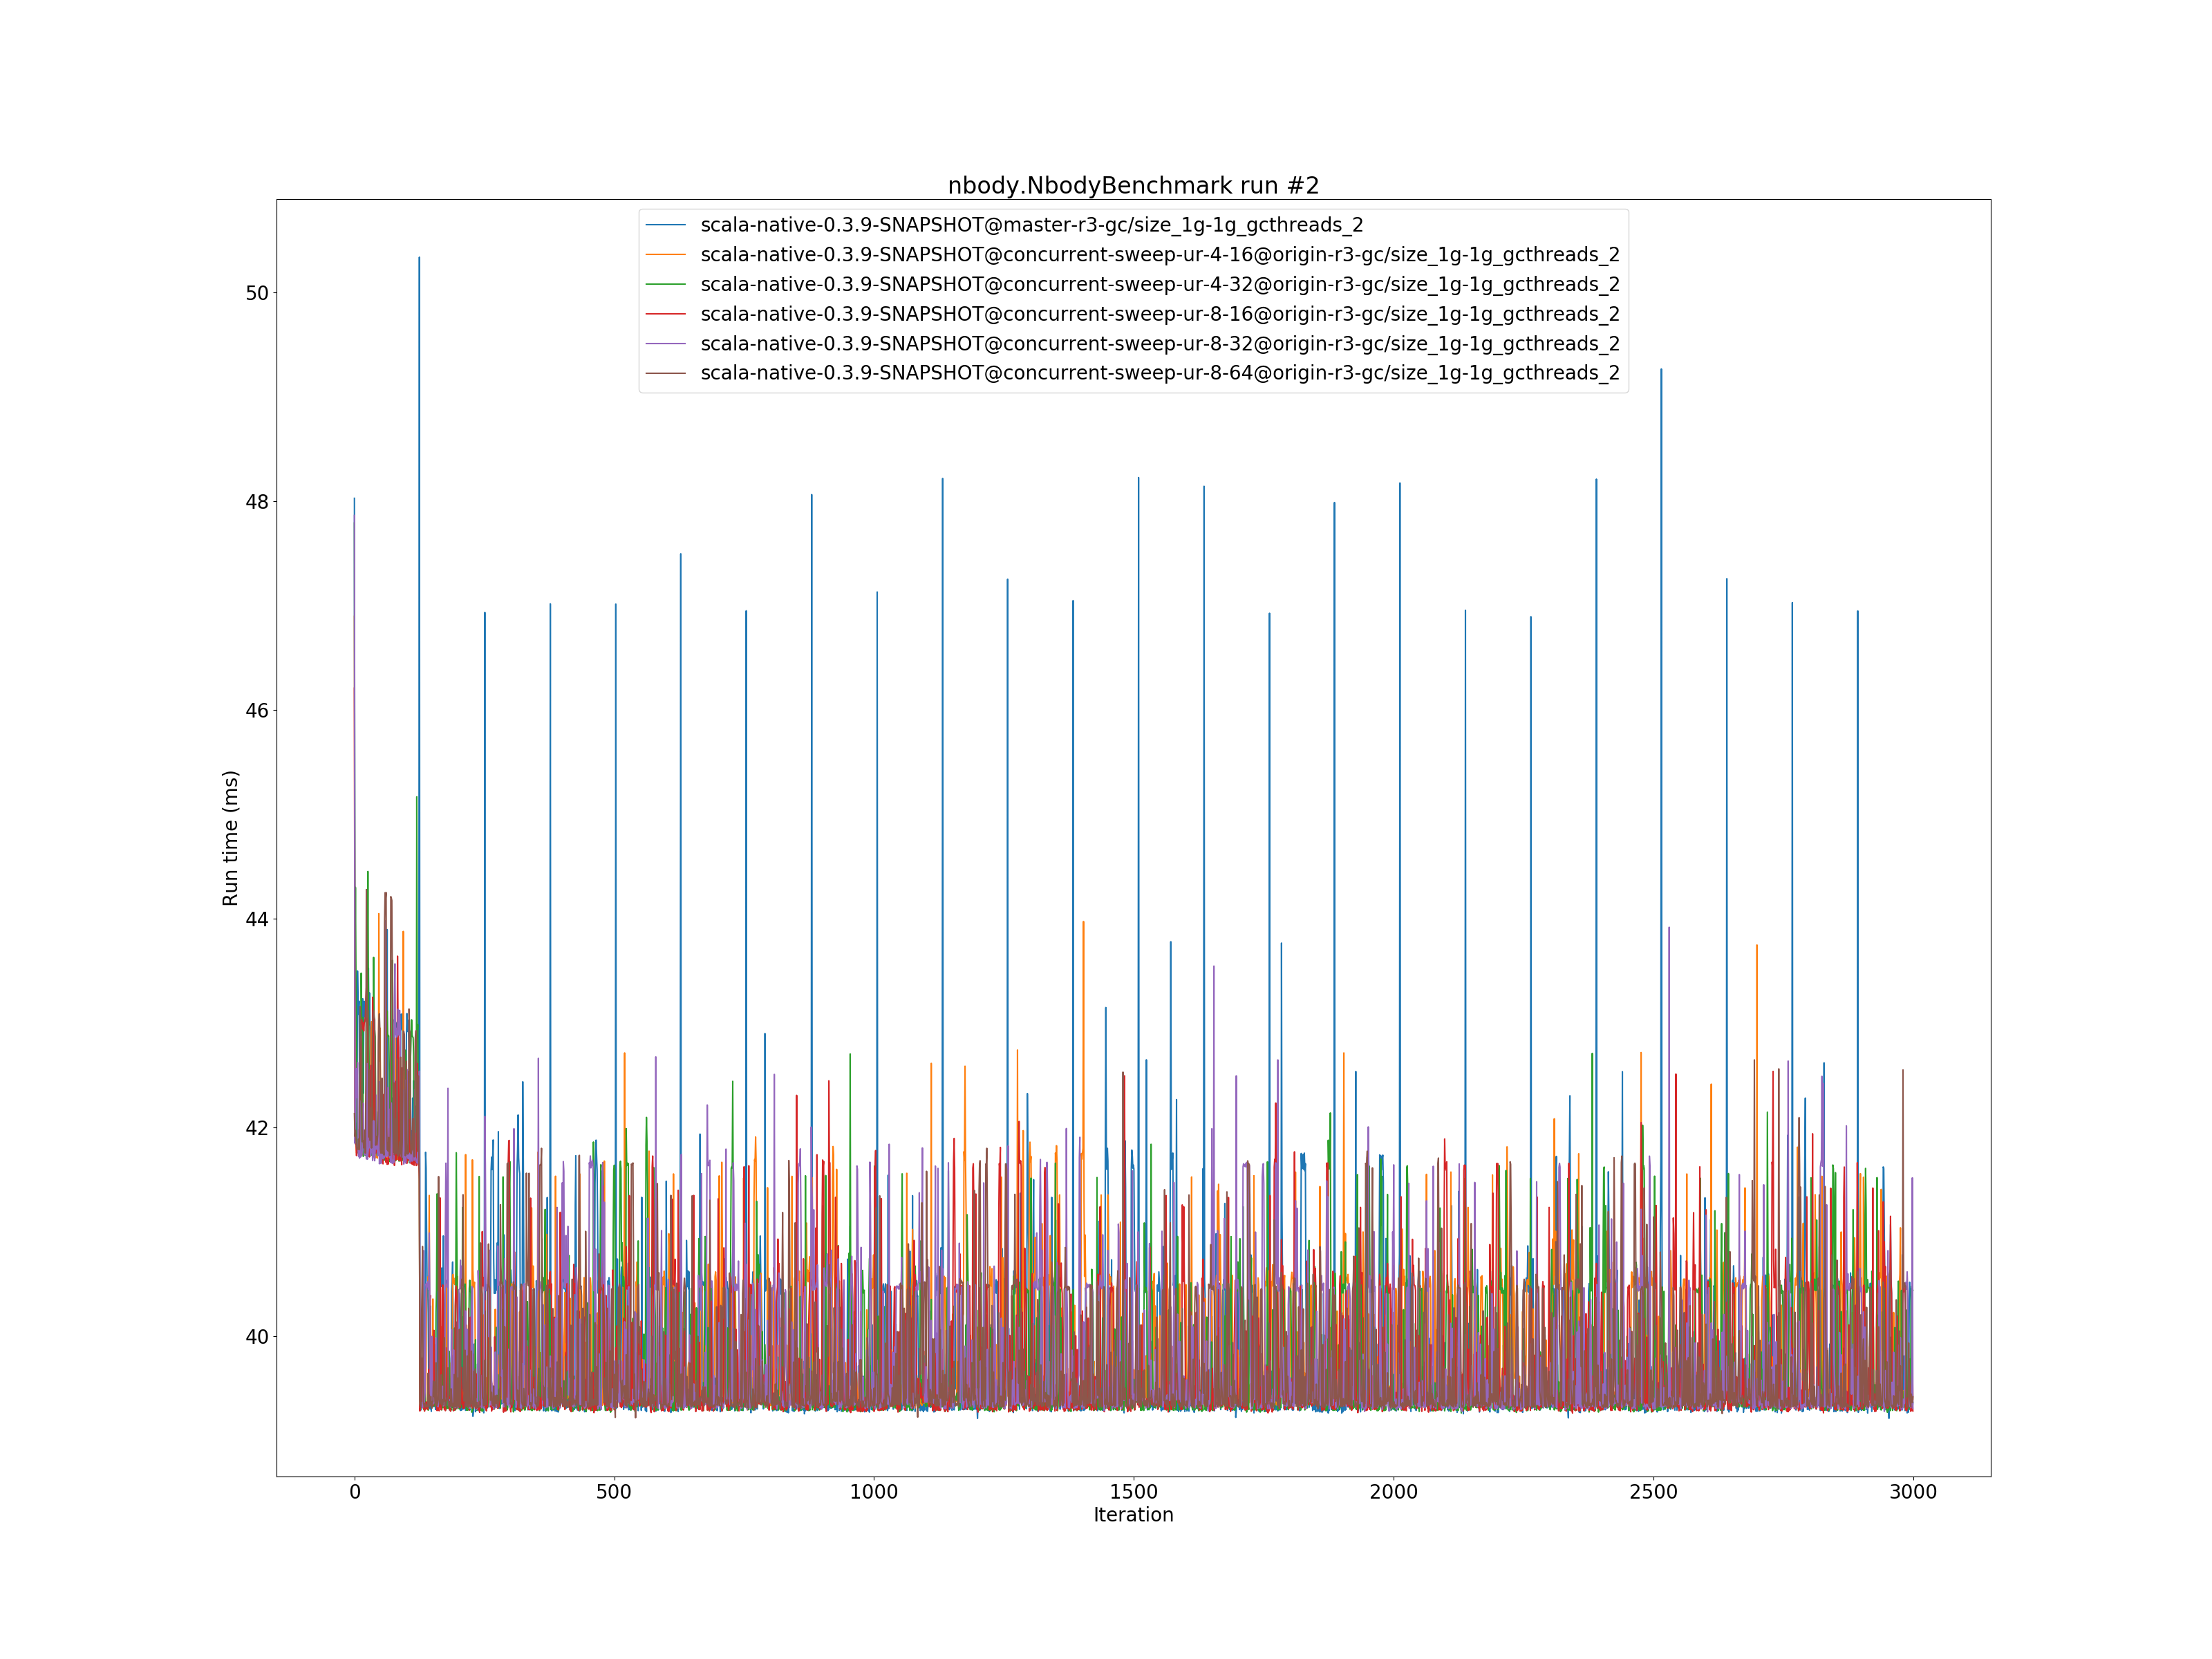 nbody.NbodyBenchmark run #2
scala-native-0.3.9-SNAPSHOT@master-r3-gc/size_1g-1g_gcthreads_2
scala-native-0.3.9-SNAPSHOT@concurrent-sweep-ur-4-16@origin-r3-gc/size_1g-1g_gcthreads_2
scala-native-0.3.9-SNAPSHOT@concurrent-sweep-ur-4-32@origin-r3-gc/size_1g-1g_gcthreads_2
scala-native-0.3.9-SNAPSHOT@concurrent-sweep-ur-8-16@origin-r3-gc/size_1g-1g_gcthreads_2
scala-native-0.3.9-SNAPSHOT@concurrent-sweep-ur-8-32@origin-r3-gc/size_1g-1g_gcthreads_2
scala-native-0.3.9-SNAPSHOT@concurrent-sweep-ur-8-64@origin-r3-gc/size_1g-1g_gcthreads_2
50
48
46
44
42
40
Run time (ms)
0 500 1000 1500 2000 2500 3000
Iteration